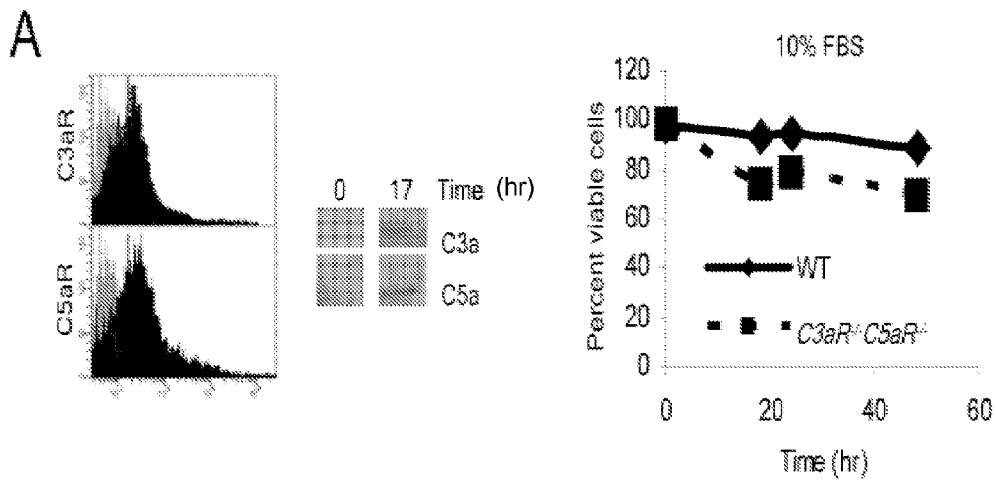 A
C3aR
C5aR
0 17 Time (hr)
C3a
C5a
10% FBS
Percent viable cells
120
100
80
60
40
20
0
WT
C3aR-/-C5aR-/-
0 20 40 60
Time (hr)